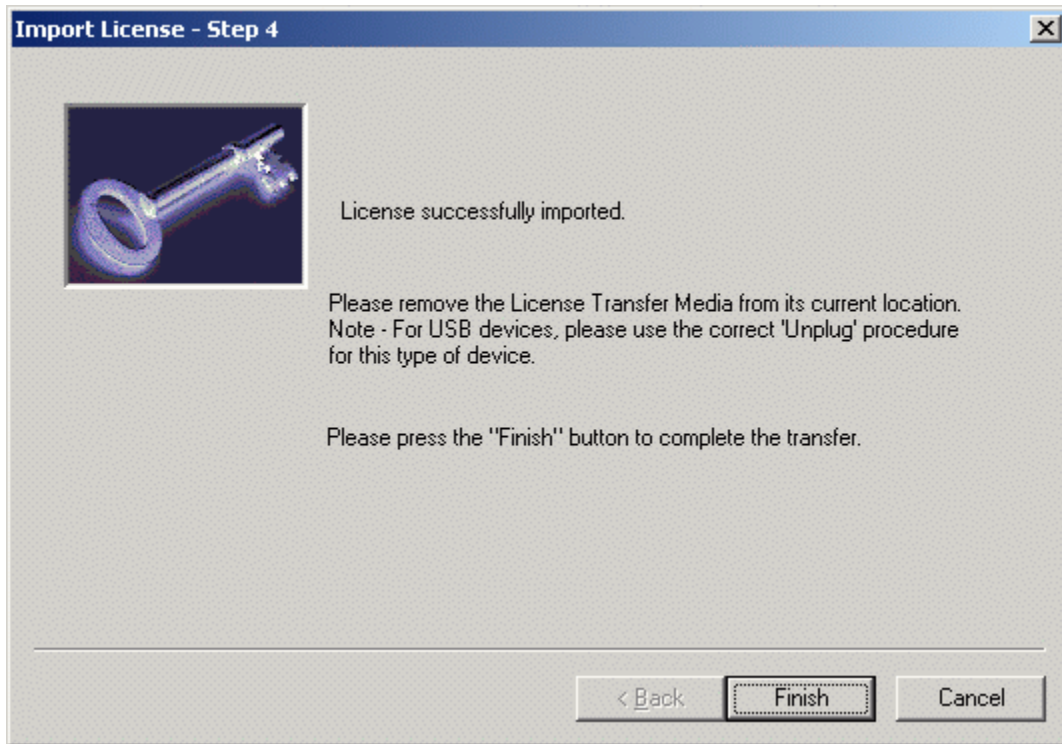 Import License - Step 4
License successfully imported.
Please remove the License Transfer Media from its current location.
Note - For USB devices, please use the correct 'Unplug' procedure
for this type of device.
Please press the "Finish" button to complete the transfer.
< Back Finish Cancel